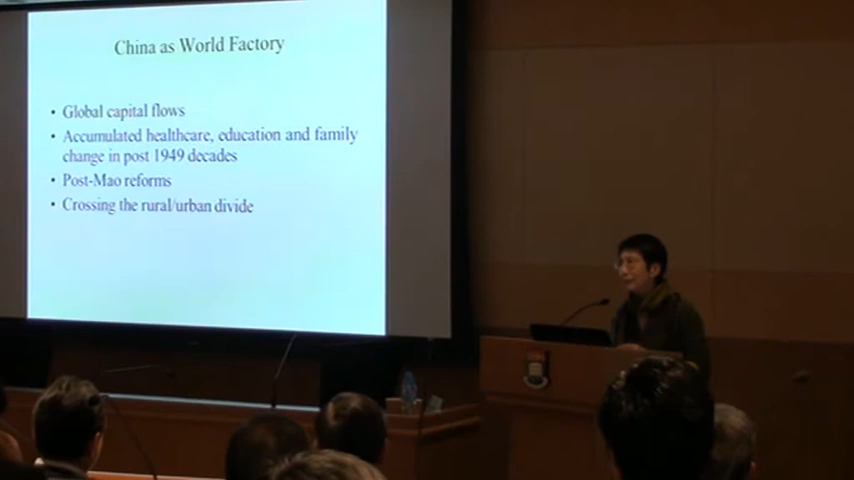 China as World Factory
• Global capital flows
• Accumulated healthcare, education and family
change in post 1949 decades
• Post-Mao reforms
• Crossing the rural/urban divide